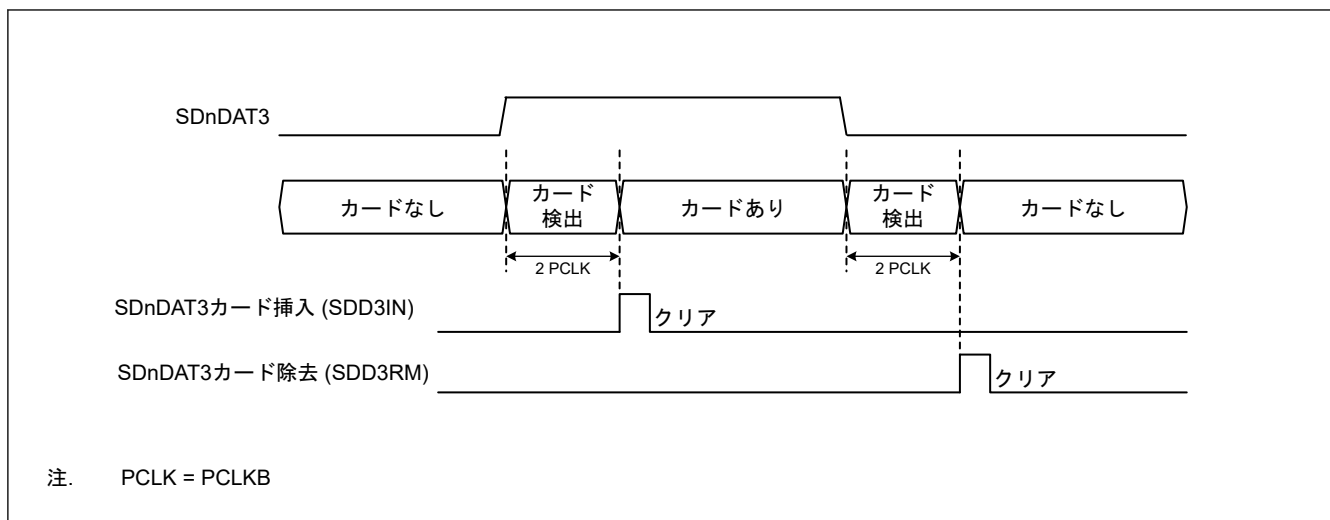 SDnDAT3
カードなし
カード
検出
カードあり
カード
検出
カードなし
2 PCLK
2 PCLK
SDnDAT3カード挿入 (SDD3IN)
クリア
SDnDAT3カード除去 (SDD3RM)
クリア
注. PCLK = PCLKB